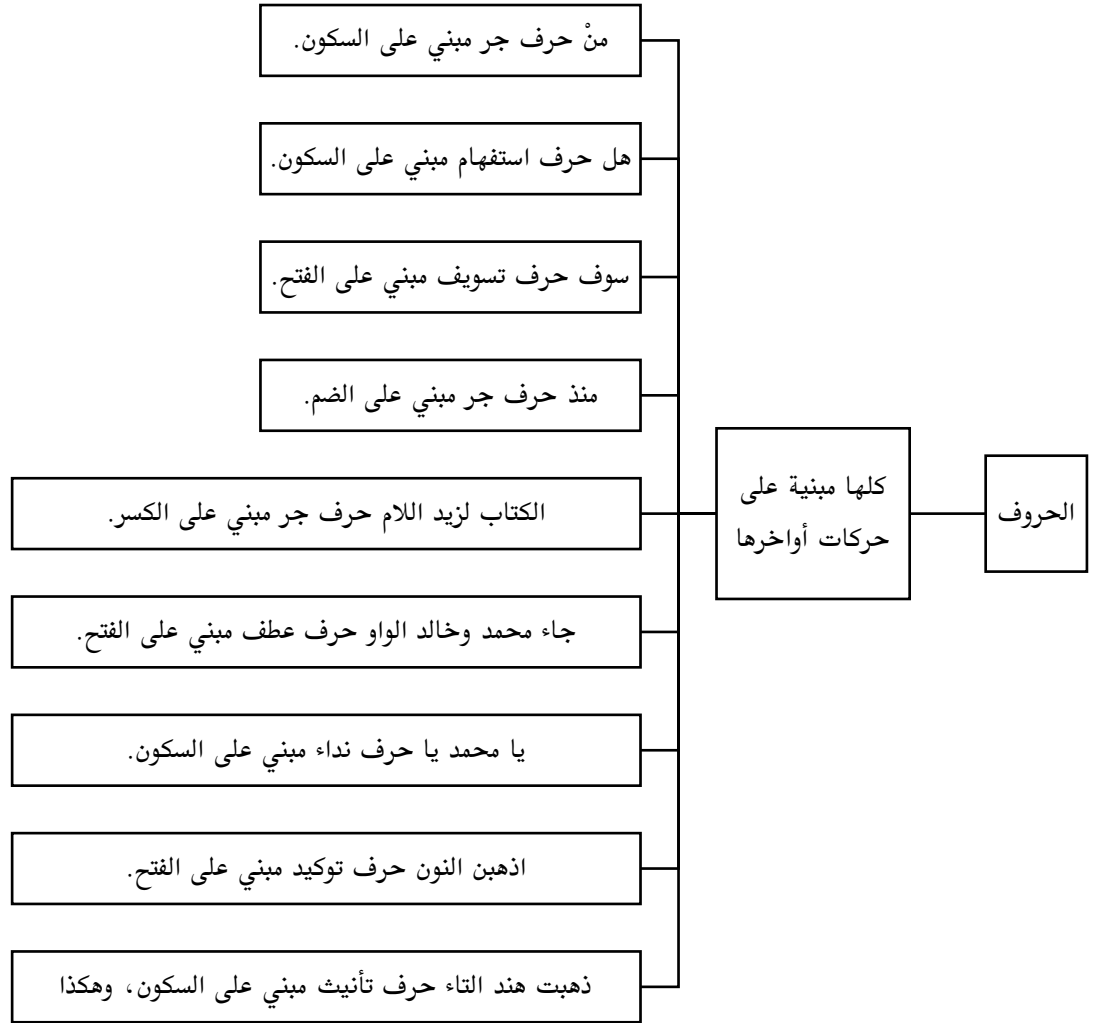 الحروف
كلها مبنية على
حركات أواخرها
منْ حرف جر مبني على السكون.
هل حرف استفهام مبني على السكون.
سوف حرف تسويف مبني على الفتح.
منذ حرف جر مبني على الضم.
الكتاب لزيد اللام حرف جر مبني على الكسر.
جاء محمد وخالد الواو حرف عطف مبني على الفتح.
يا محمد يا حرف نداء مبني على السكون.
اذهبن النون حرف توكيد مبني على الفتح.
ذهبت هند التاء حرف تأنيث مبني على السكون، وهكذا